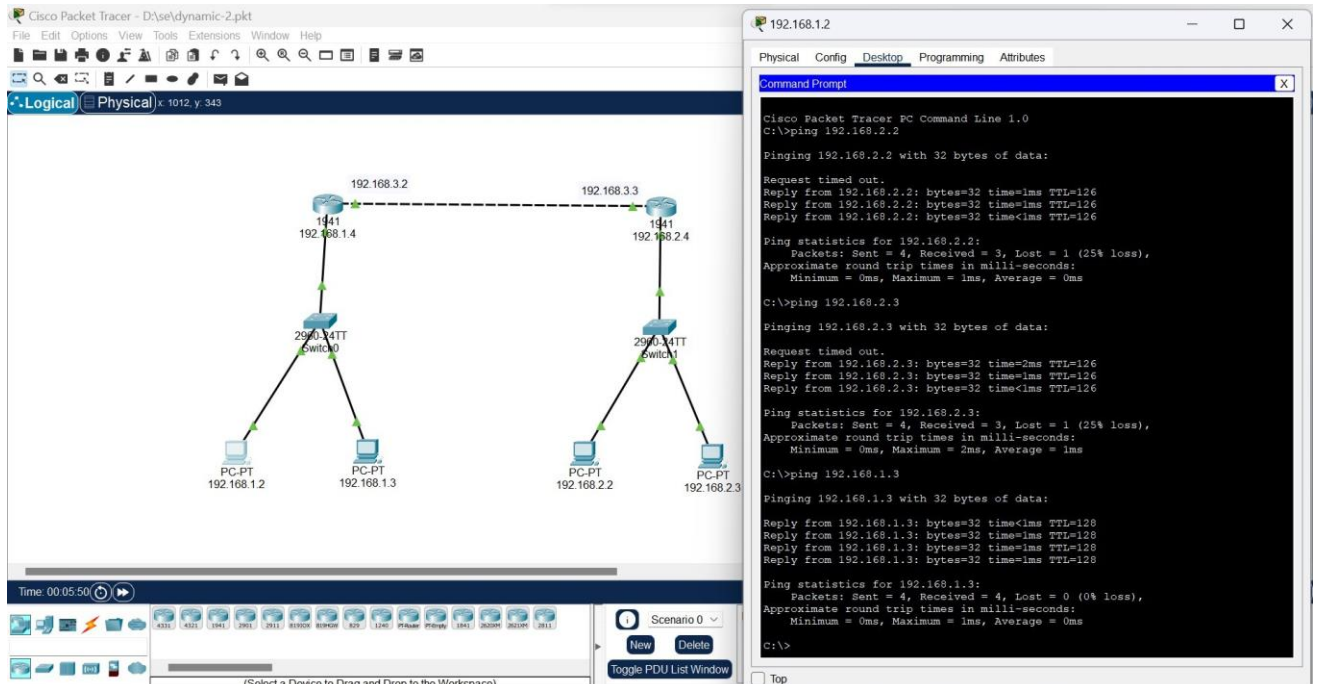 Cisco Packet Tracer - D:\se\dynamic-2.pkt
File Edit Options View Tools Extensions Window Help
Logical Physical x: 1012, y: 343
192.168.3.2
192.168.3.3
1941
192.168.1.4
1941
192.168.2.4
2960-24TT
Switch0
2960-24TT
Switch1
PC-PT
192.168.1.2
PC-PT
192.168.1.3
PC-PT
192.168.2.2
PC-PT
192.168.2.3
Time: 00:05:50
4331 4321 1941 2901 2911 819IOX 819HGW 829 1240 PT-Router PT-Empty 1841 2620XM 2621XM 2811
(Select a Device to Drag and Drop to the Workspace)
Scenario 0
New Delete
Toggle PDU List Window
192.168.1.2
Physical Config Desktop Programming Attributes
Command Prompt X
Cisco Packet Tracer PC Command Line 1.0
C:\>ping 192.168.2.2
Pinging 192.168.2.2 with 32 bytes of data:
Request timed out.
Reply from 192.168.2.2: bytes=32 time=1ms TTL=126
Reply from 192.168.2.2: bytes=32 time=1ms TTL=126
Reply from 192.168.2.2: bytes=32 time<1ms TTL=126
Ping statistics for 192.168.2.2:
Packets: Sent = 4, Received = 3, Lost = 1 (25% loss),
Approximate round trip times in milli-seconds:
Minimum = 0ms, Maximum = 1ms, Average = 0ms
C:\>ping 192.168.2.3
Pinging 192.168.2.3 with 32 bytes of data:
Request timed out.
Reply from 192.168.2.3: bytes=32 time=2ms TTL=126
Reply from 192.168.2.3: bytes=32 time=1ms TTL=126
Reply from 192.168.2.3: bytes=32 time<1ms TTL=126
Ping statistics for 192.168.2.3:
Packets: Sent = 4, Received = 3, Lost = 1 (25% loss),
Approximate round trip times in milli-seconds:
Minimum = 0ms, Maximum = 2ms, Average = 1ms
C:\>ping 192.168.1.3
Pinging 192.168.1.3 with 32 bytes of data:
Reply from 192.168.1.3: bytes=32 time<1ms TTL=128
Reply from 192.168.1.3: bytes=32 time=1ms TTL=128
Reply from 192.168.1.3: bytes=32 time=1ms TTL=128
Reply from 192.168.1.3: bytes=32 time=1ms TTL=128
Ping statistics for 192.168.1.3:
Packets: Sent = 4, Received = 4, Lost = 0 (0% loss),
Approximate round trip times in milli-seconds:
Minimum = 0ms, Maximum = 1ms, Average = 0ms
C:\>
Top